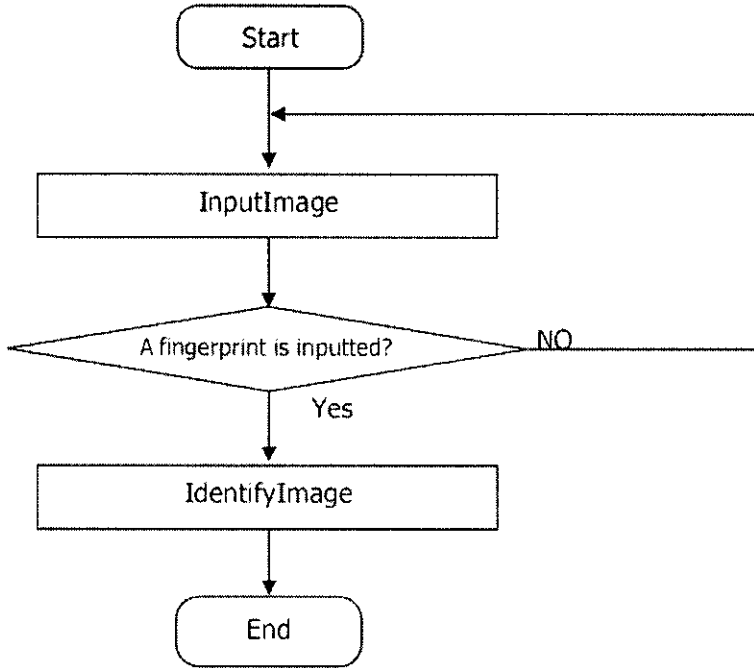 Start
InputImage
A fingerprint is inputted?
NO
Yes
IdentifyImage
End